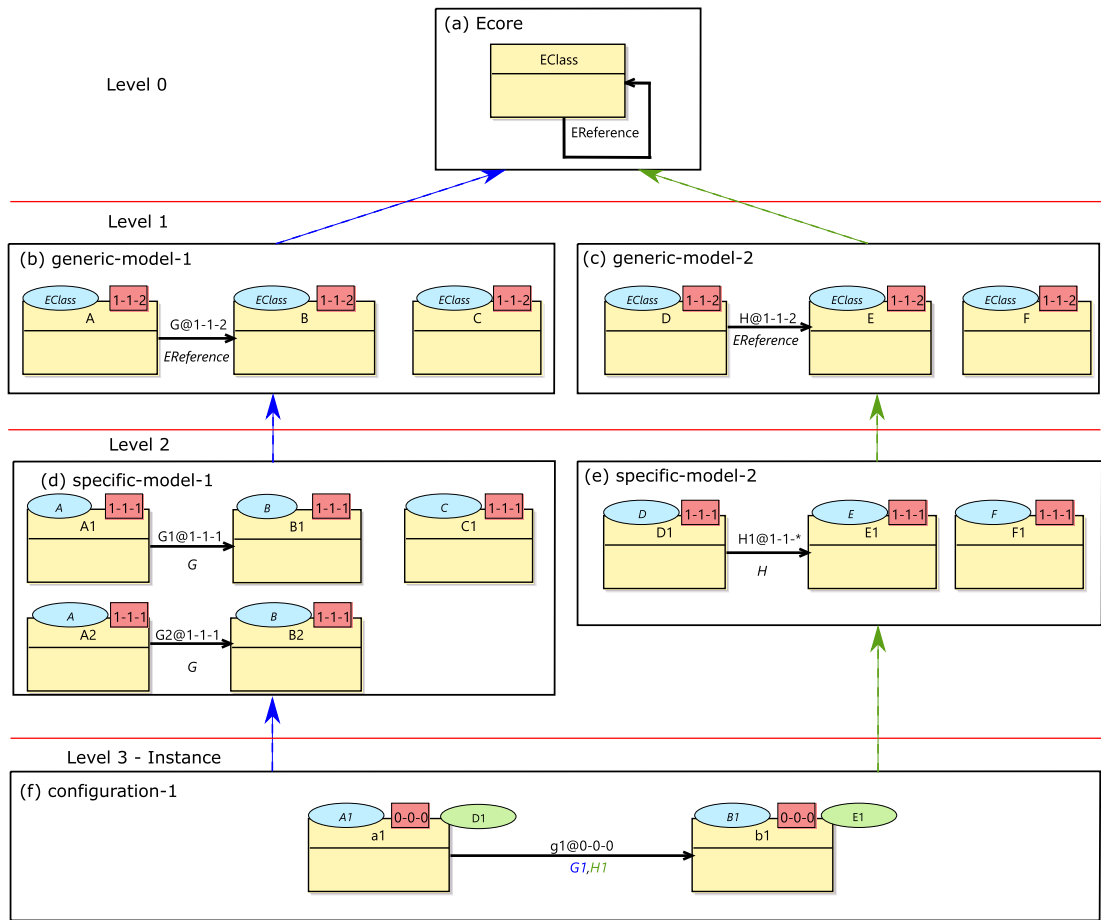 (a) Ecore
EClass
Level 0
EReference
Level 1
(b) generic-model-1
EClass 1-1-2
A
G@1-1-2
EReference
EClass 1-1-2
B
EClass 1-1-2
C
(c) generic-model-2
EClass 1-1-2
D
H@1-1-2
EReference
EClass 1-1-2
E
EClass 1-1-2
F
Level 2
(d) specific-model-1
A 1-1-1
A1
G1@1-1-1
G
B 1-1-1
B1
C 1-1-1
C1
A 1-1-1
A2
G2@1-1-1
G
B 1-1-1
B2
(e) specific-model-2
D 1-1-1
D1
H1@1-1-*
H
E 1-1-1
E1
F 1-1-1
F1
Level 3 - Instance
(f) configuration-1
A1 0-0-0 D1
a1
g1@0-0-0
G1,H1
B1 0-0-0 E1
b1